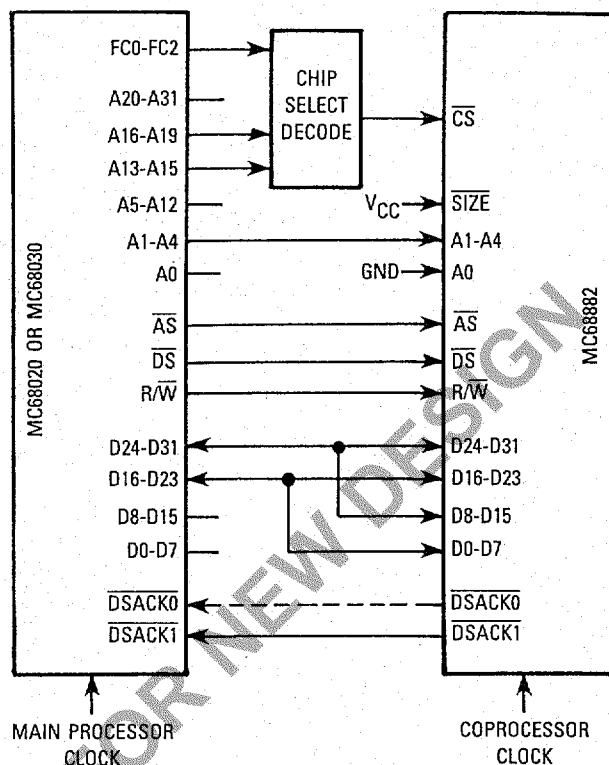 FC0-FC2
A20-A31
A16-A19
A13-A15
A5-A12
A1-A4
A0
AS
DS
R/W
D24-D31
D16-D23
D8-D15
D0-D7
DSACK0
DSACK1
MC68020 OR MC68030
CHIP
SELECT
DECODE
VCC
GND
CS
SIZE
A1-A4
A0
AS
DS
R/W
D24-D31
D16-D23
D8-D15
D0-D7
DSACK0
DSACK1
MC68882
MAIN PROCESSOR
CLOCK
COPROCESSOR
CLOCK
FOR NEW DESIGN